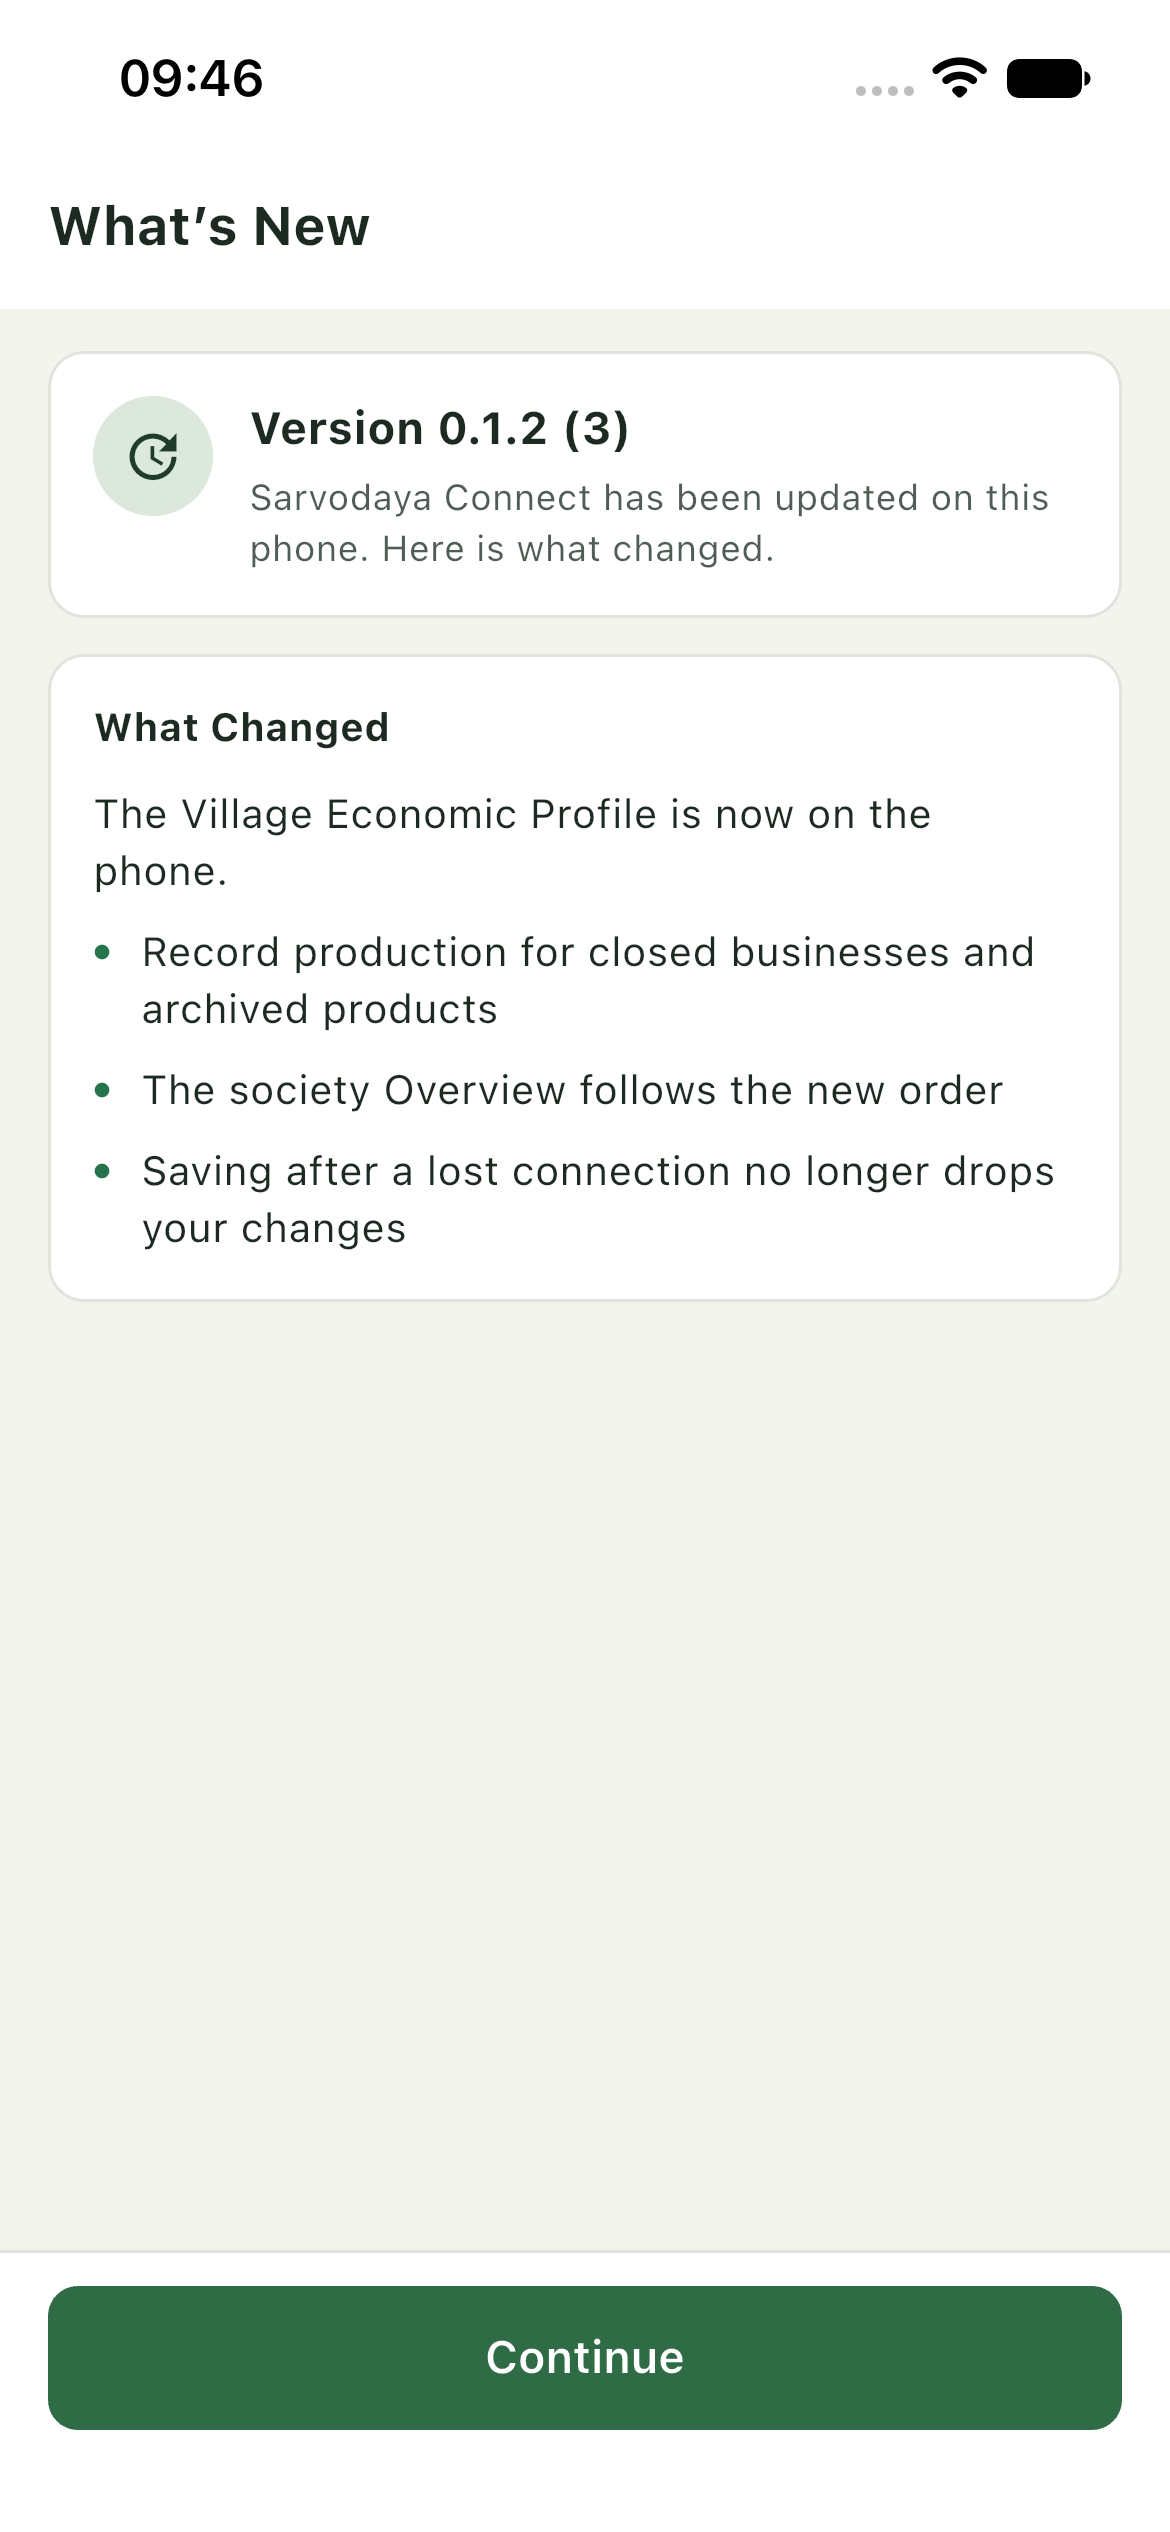 09:46
What’s New
Version 0.1.2 (3)
Sarvodaya Connect has been updated on this
phone. Here is what changed.
What Changed
The Village Economic Profile is now on the
phone.
• Record production for closed businesses and
archived products
• The society Overview follows the new order
• Saving after a lost connection no longer drops
your changes
Continue